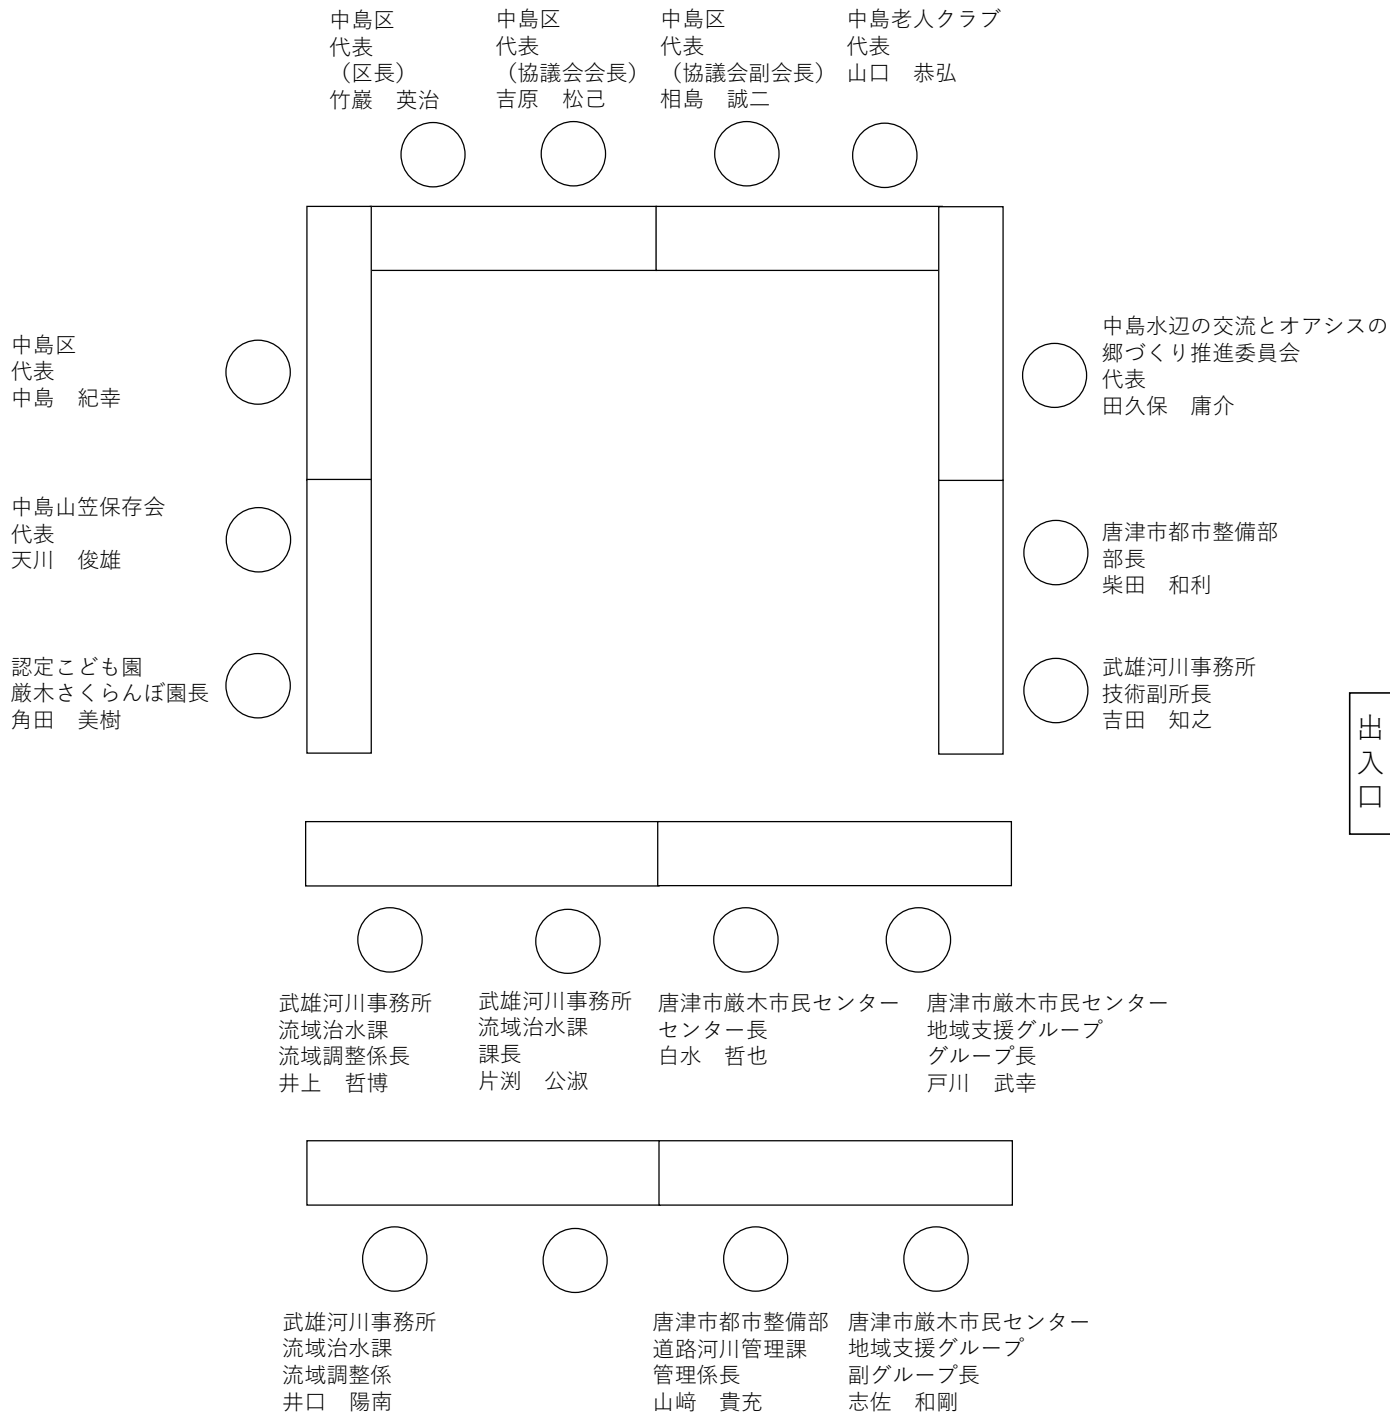 中島区
代表
（区長）
竹巌　英治
中島区
代表
（協議会会長）
吉原　松己
中島区
代表
（協議会副会長）
相島　誠二
中島老人クラブ
代表
山口　恭弘
中島区
代表
中島　紀幸
中島山笠保存会
代表
天川　俊雄
認定こども園
厳木さくらんぼ園長
角田　美樹
中島水辺の交流とオアシスの
郷づくり推進委員会
代表
田久保　庸介
唐津市都市整備部
部長
柴田　和利
武雄河川事務所
技術副所長
吉田　知之
出入口
武雄河川事務所
流域治水課
流域調整係長
井上　哲博
武雄河川事務所
流域治水課
課長
片渕　公淑
唐津市厳木市民センター
センター長
白水　哲也
唐津市厳木市民センター
地域支援グループ
グループ長
戸川　武幸
武雄河川事務所
流域治水課
流域調整係
井口　陽南
唐津市都市整備部
道路河川管理課
管理係長
山﨑　貴充
唐津市厳木市民センター
地域支援グループ
副グループ長
志佐　和剛